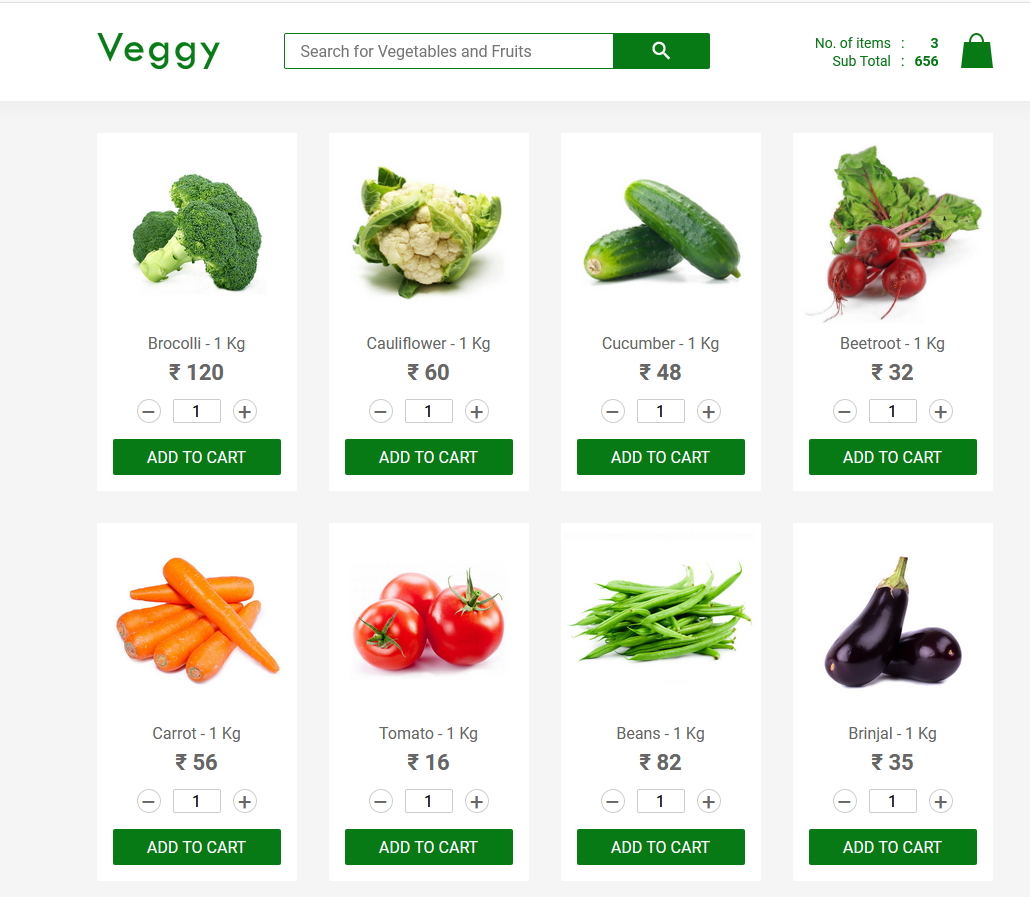 Veggy
Search for Vegetables and Fruits
No. of items : 3
Sub Total : 656
Brocolli - 1 Kg
₹ 120
− 1 +
ADD TO CART
Cauliflower - 1 Kg
₹ 60
− 1 +
ADD TO CART
Cucumber - 1 Kg
₹ 48
− 1 +
ADD TO CART
Beetroot - 1 Kg
₹ 32
− 1 +
ADD TO CART
Carrot - 1 Kg
₹ 56
− 1 +
ADD TO CART
Tomato - 1 Kg
₹ 16
− 1 +
ADD TO CART
Beans - 1 Kg
₹ 82
− 1 +
ADD TO CART
Brinjal - 1 Kg
₹ 35
− 1 +
ADD TO CART